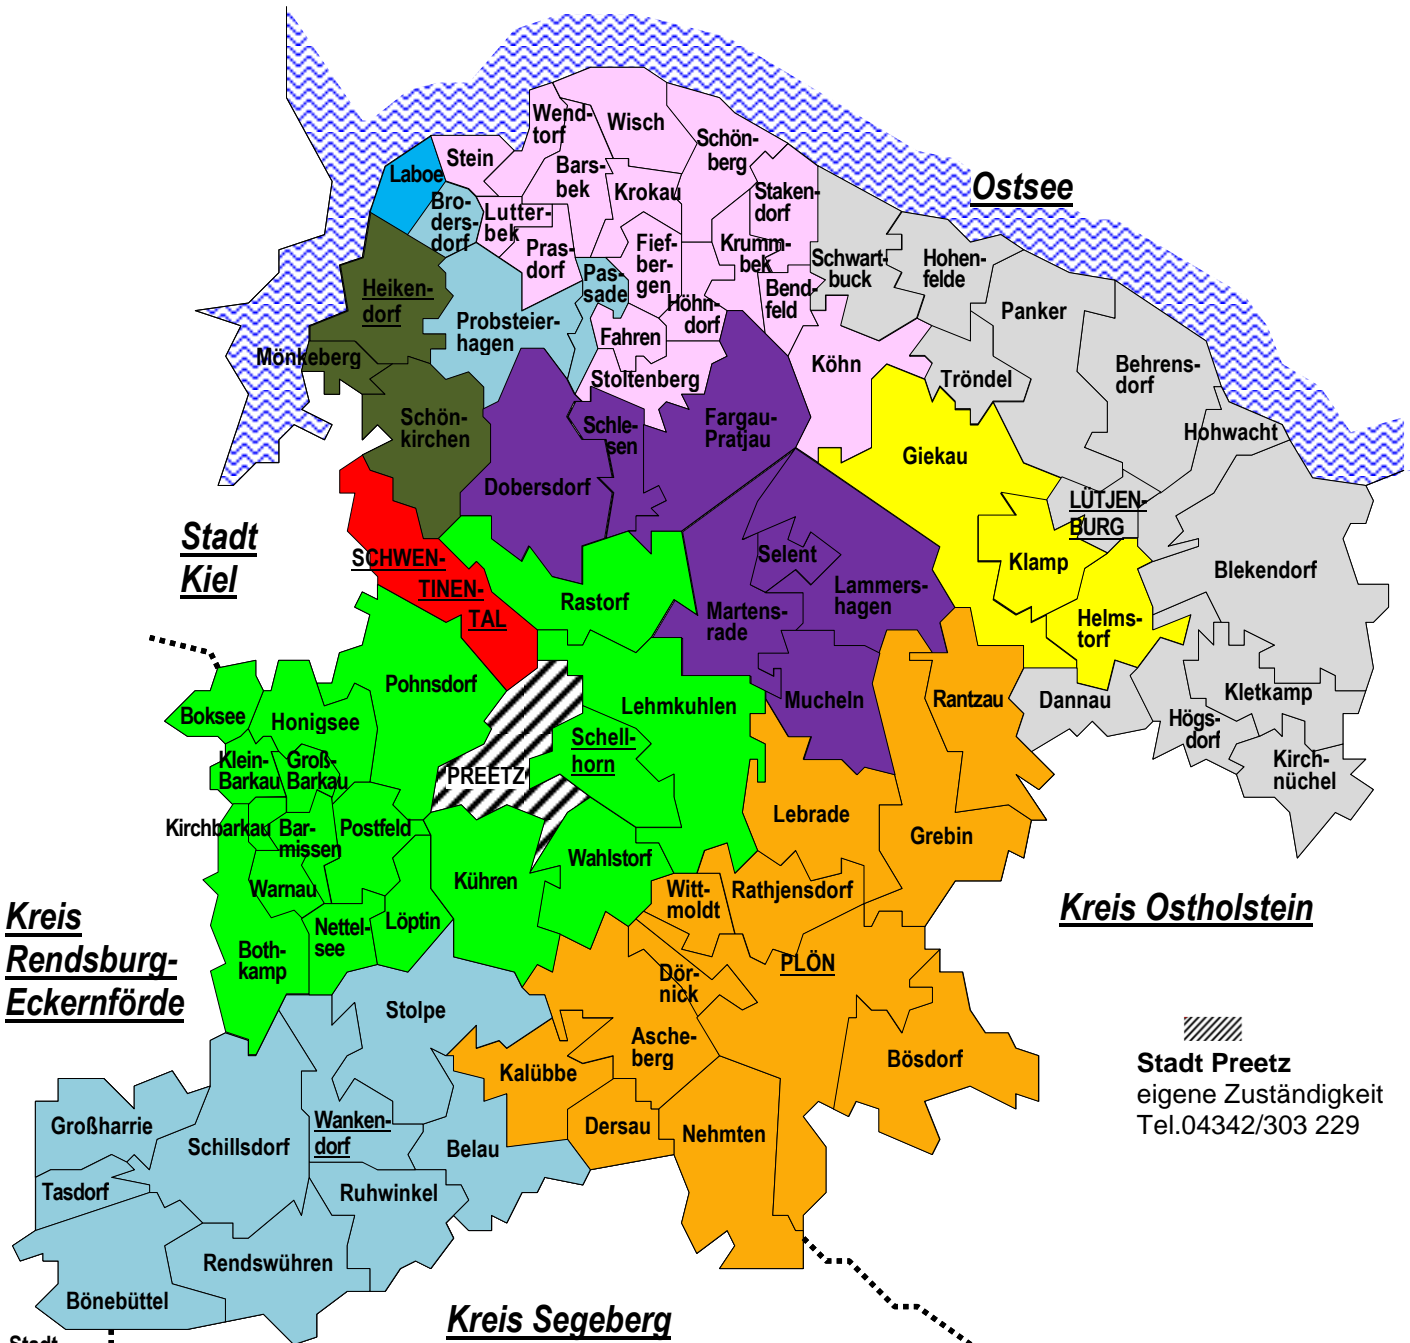 Wend-
torf
Wisch
Schön-
berg
Stein
Laboe
Bars-
bek
Krokau
Staken-
dorf
Ostsee
Bro-
ders-
dorf
Lutter-
bek
Pras-
dorf
Fief-
ber-
gen
Krumm-
bek
Schwart-
buck
Hohen-
felde
Pas-
sade
Bend-
feld
Höhn-
dorf
Heiken-
dorf
Probsteier-
hagen
Fahren
Panker
Mönkeberg
Stoltenberg
Köhn
Tröndel
Behrens-
dorf
Schön-
kirchen
Schle-
sen
Fargau-
Pratjau
Hohwacht
Giekau
Dobersdorf
LÜTJEN-
BURG
Stadt
Kiel
SCHWEN-
TINEN-
TAL
Selent
Klamp
Blekendorf
Rastorf
Lammers-
hagen
Martens-
rade
Helms-
torf
Pohnsdorf
Lehmkuhlen
Mucheln
Rantzau
Dannau
Kletkamp
Boksee
Honigsee
Högs-
dorf
Schell-
horn
Klein-
Barkau
Groß-
Barkau
PREETZ
Kirch-
nüchel
Kirchbarkau
Bar-
missen
Postfeld
Lebrade
Grebin
Wahlstorf
Warnau
Kühren
Witt-
moldt
Rathjensdorf
Kreis Ostholstein
Kreis
Rendsburg-
Eckernförde
Nettel-
see
Löptin
Both-
kamp
PLÖN
Dör-
nick
Stolpe
Asche-
berg
Bösdorf
Kalübbe
Stadt Preetz
eigene Zuständigkeit
Tel.04342/303 229
Großharrie
Schillsdorf
Wanken-
dorf
Belau
Dersau
Nehmten
Tasdorf
Ruhwinkel
Rendswühren
Bönebüttel
Kreis Segeberg
Stadt